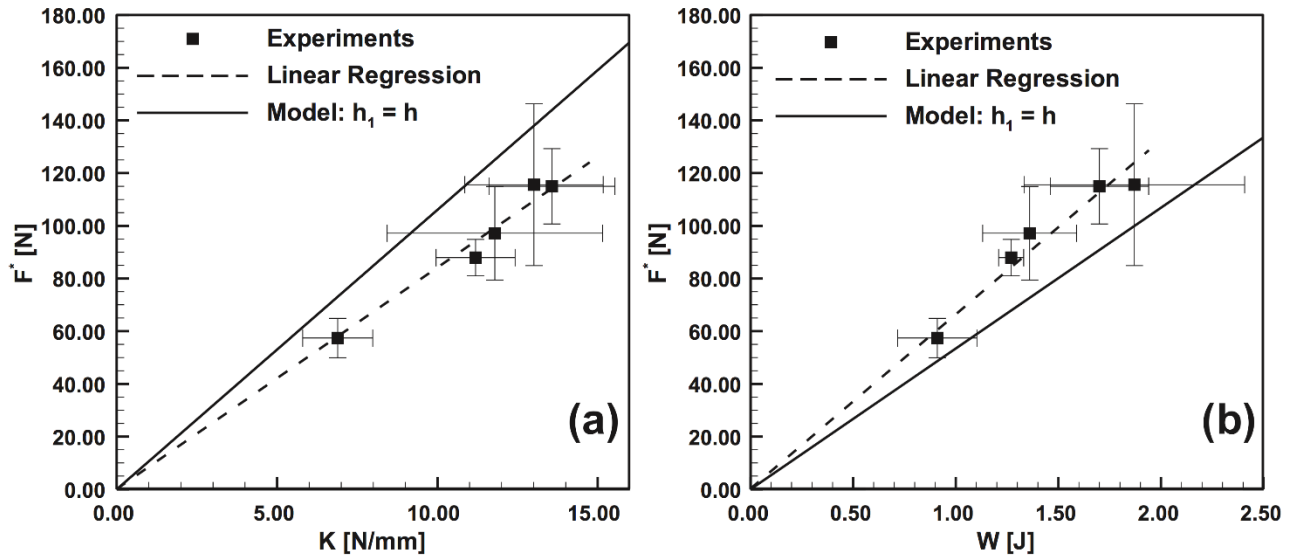 180.00
160.00
140.00
120.00
100.00
80.00
60.00
40.00
20.00
0.00
F* [N]
Experiments
Linear Regression
Model: h₁ = h
(a)
0.00 5.00 10.00 15.00
K [N/mm]
180.00
160.00
140.00
120.00
100.00
80.00
60.00
40.00
20.00
0.00
F* [N]
Experiments
Linear Regression
Model: h₁ = h
(b)
0.00 0.50 1.00 1.50 2.00 2.50
W [J]